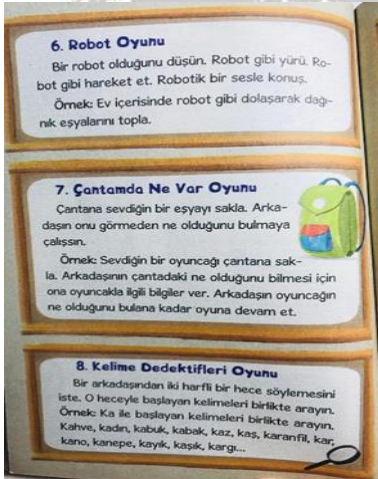 6. Robot Oyunu
Bir robot olduğunu düşün. Robot gibi yürü. Ro-
bot gibi hareket et. Robotik bir sesle konuş.
Örnek: Ev içerisinde robot gibi dolaşarak dağı-
nık eşyalarını topla.
7. Çantamda Ne Var Oyunu
Çantana sevdiğin bir eşyayı sakla. Arka-
daşın onu görmeden ne olduğunu bulmaya
çalışsın.
Örnek: Sevdiğin bir oyuncağı çantana sak-
la. Arkadaşının çantadaki ne olduğunu bilmesi için
ona oyuncakla ilgili bilgiler ver. Arkadaşın oyuncağın
ne olduğunu bulana kadar oyuna devam et.
8. Kelime Dedektifleri Oyunu
Bir arkadaşından iki harfli bir hece söylemesini
iste. O heceyle başlayan kelimeleri birlikte arayın.
Örnek: Ka ile başlayan kelimeleri birlikte arayın.
Kahve, kadın, kabuk, kabak, kaz, kaş, karanfil, kar,
kano, kanepe, kayık, kaşık, kargı...